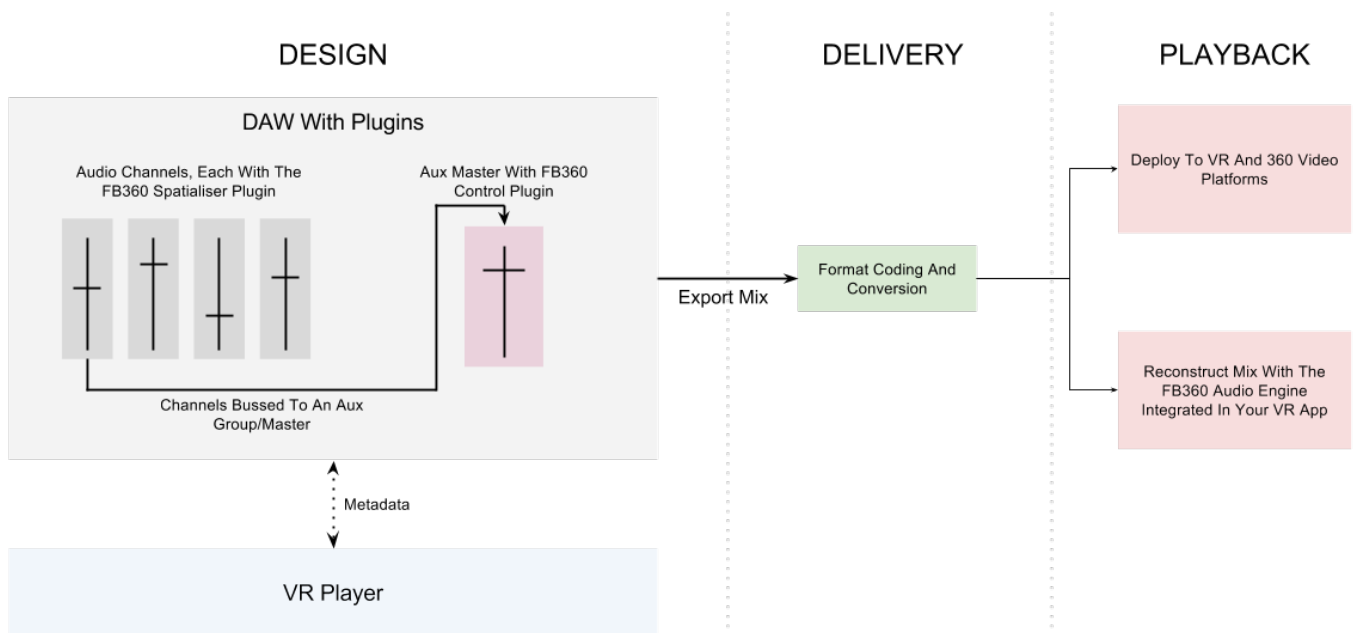 DESIGN
DELIVERY
PLAYBACK
DAW With Plugins
Audio Channels, Each With The
FB360 Spatialiser Plugin
Aux Master With FB360
Control Plugin
Channels Bussed To An Aux
Group/Master
Export Mix
Format Coding And
Conversion
Deploy To VR And 360 Video
Platforms
Reconstruct Mix With The
FB360 Audio Engine
Integrated In Your VR App
Metadata
VR Player